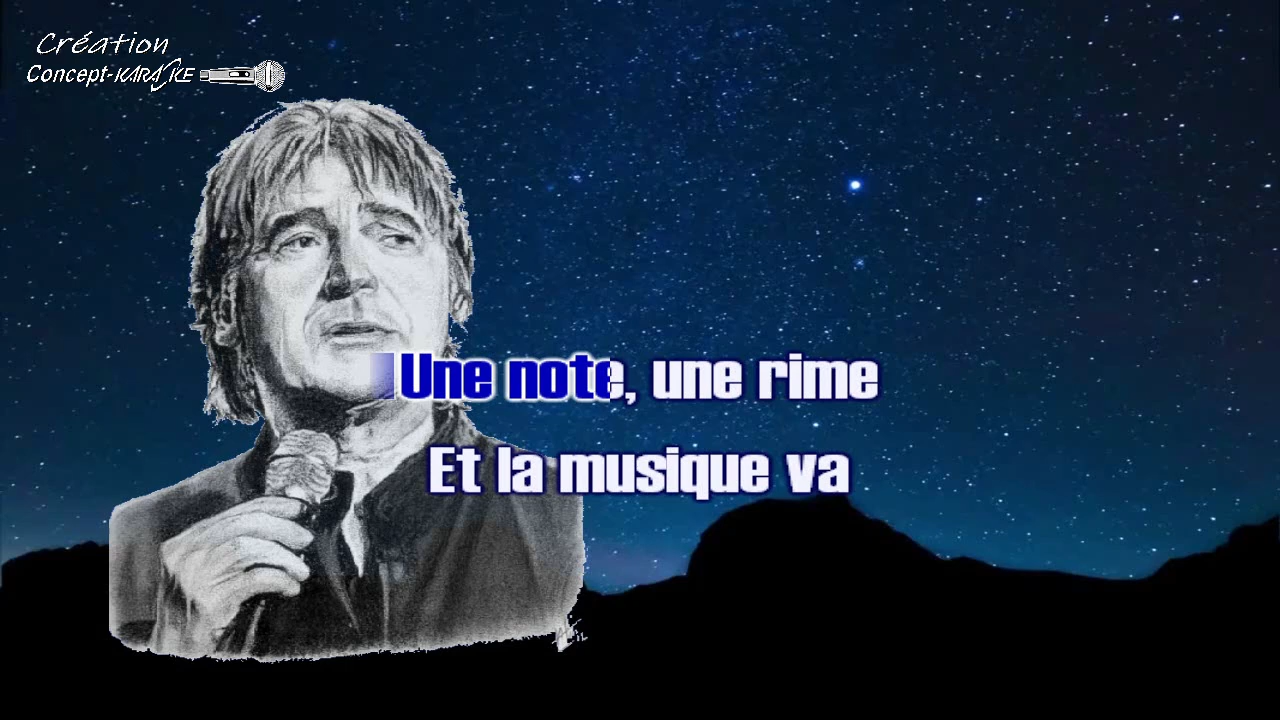 Création
Concept-KARAOKE
Une note, une rime
Et la musique va